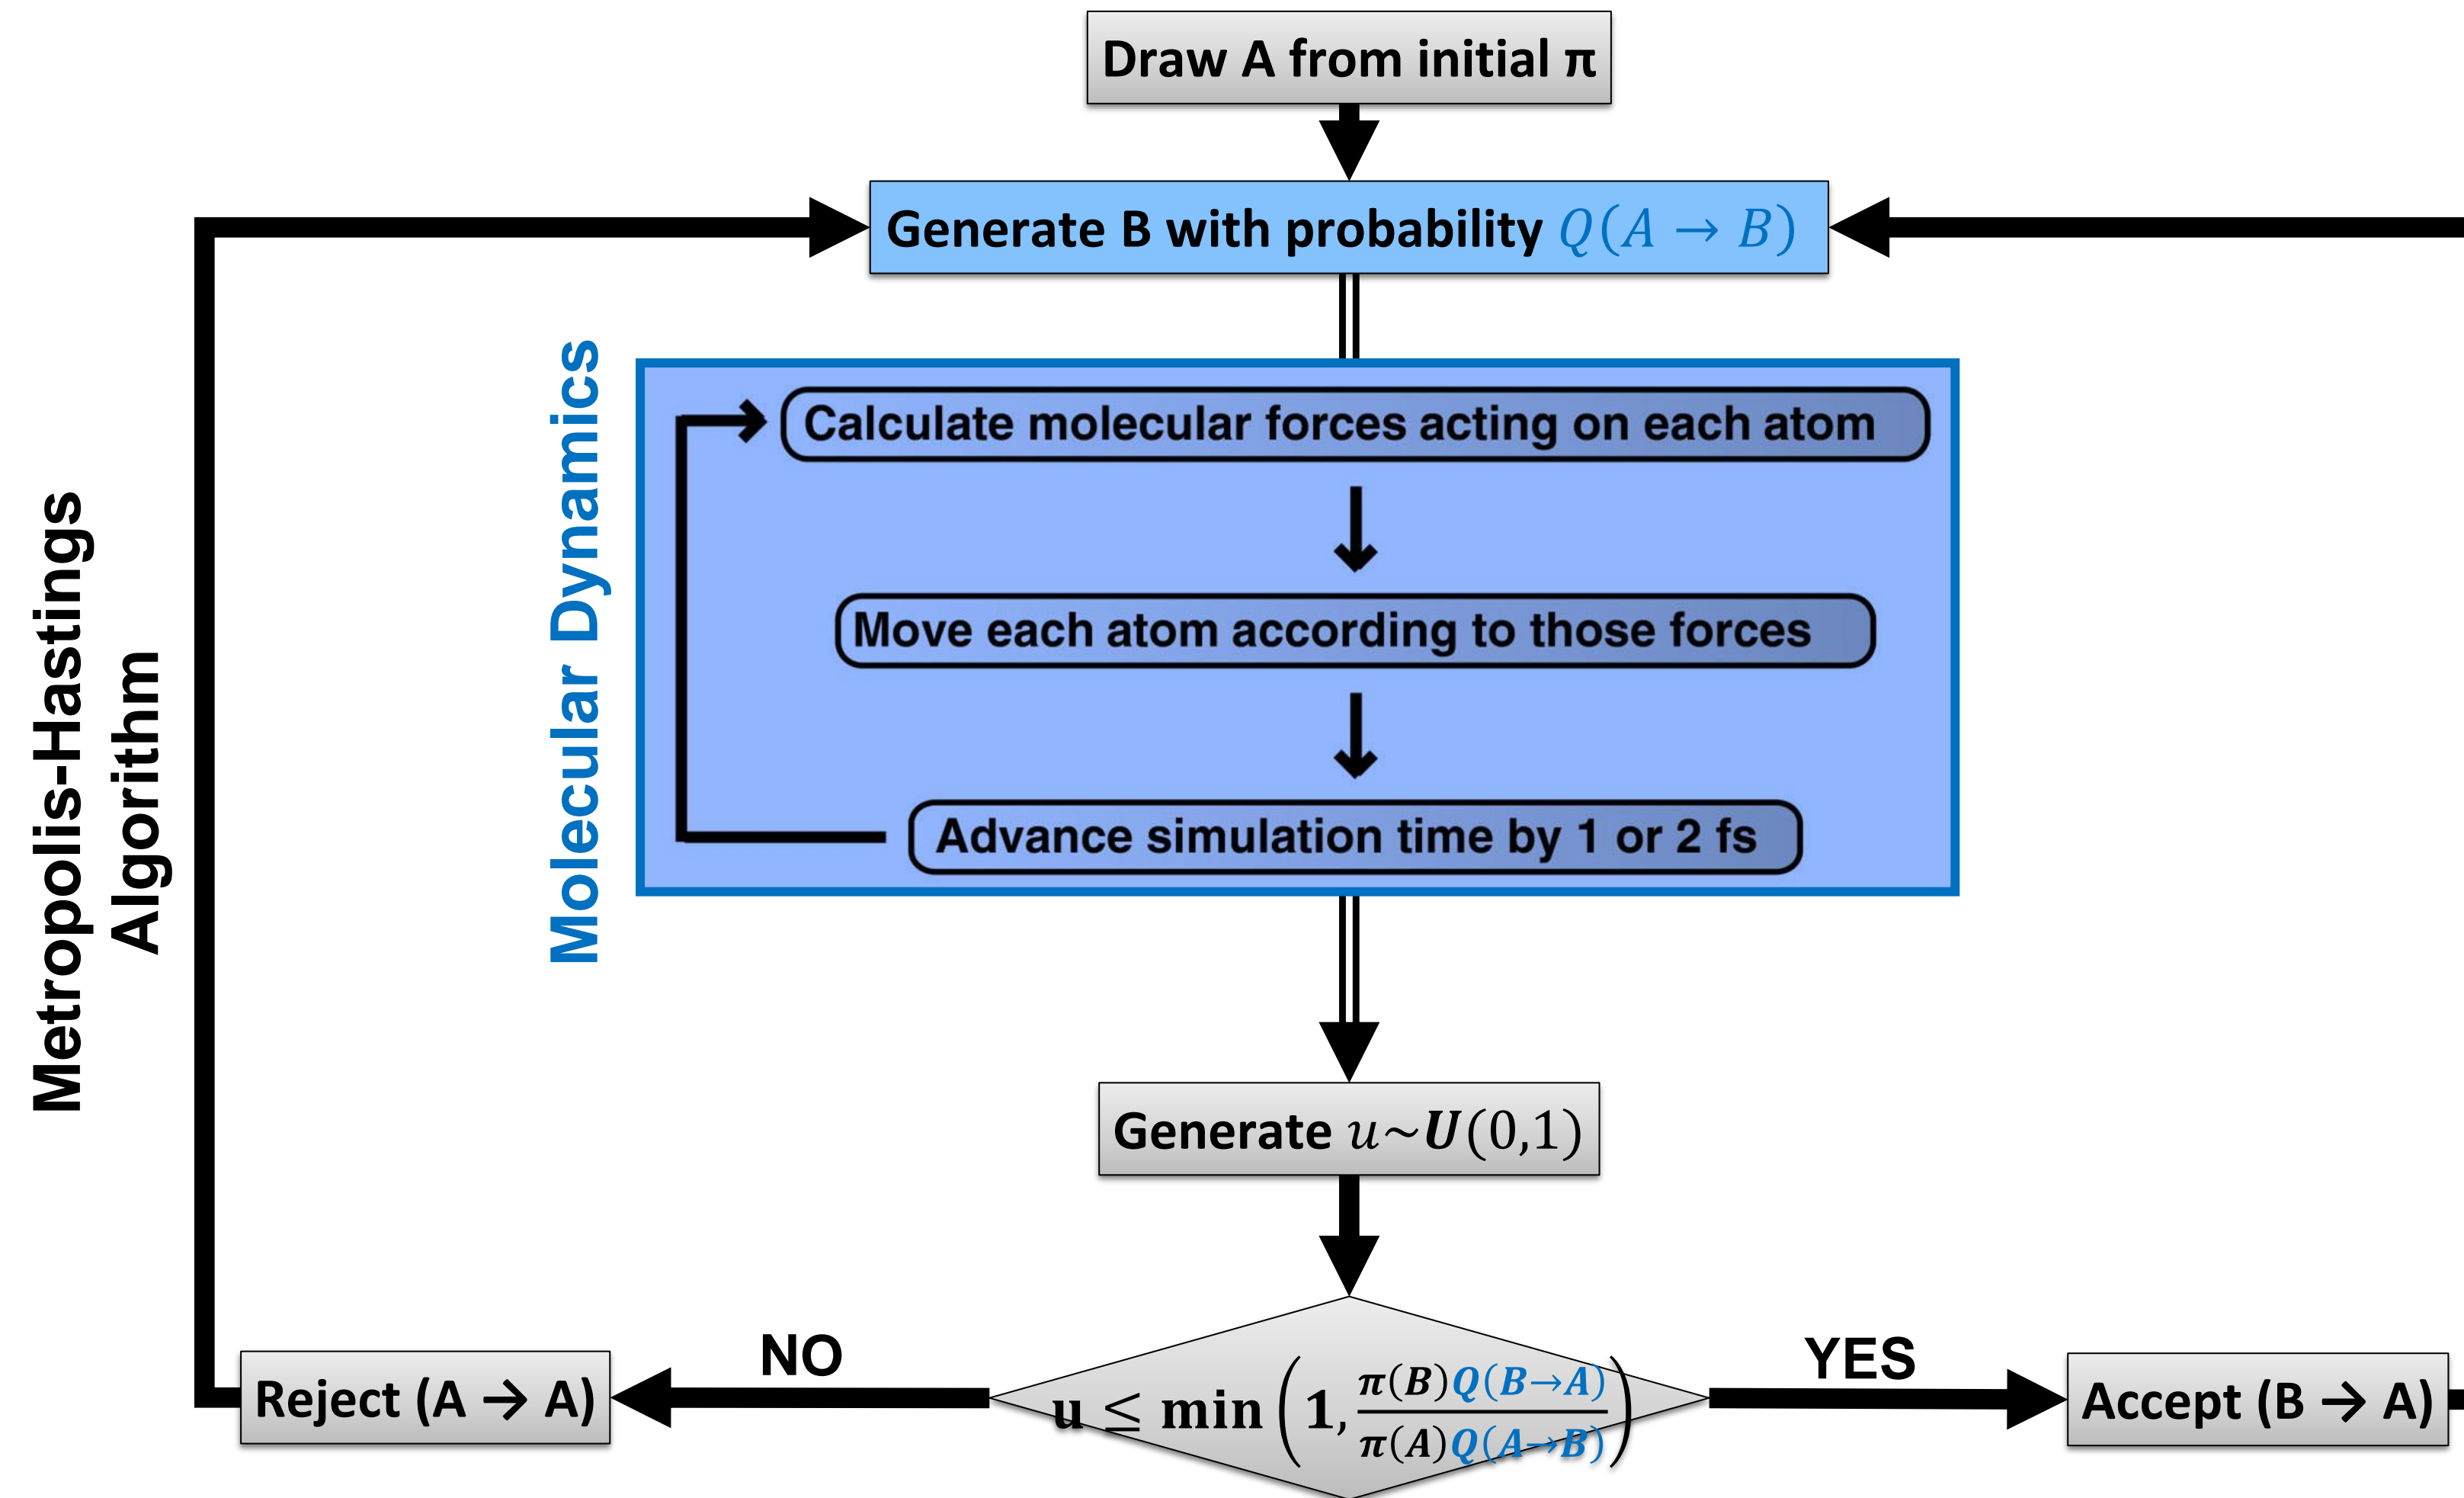 Draw A from initial π
Generate B with probability Q(A → B)
Metropolis-Hastings
Algorithm
Molecular Dynamics
Calculate molecular forces acting on each atom
Move each atom according to those forces
Advance simulation time by 1 or 2 fs
Generate u~U(0,1)
NO
YES
Reject (A → A)
u ≤ min (1, π(B)Q(B→A) / π(A)Q(A→B))
Accept (B → A)